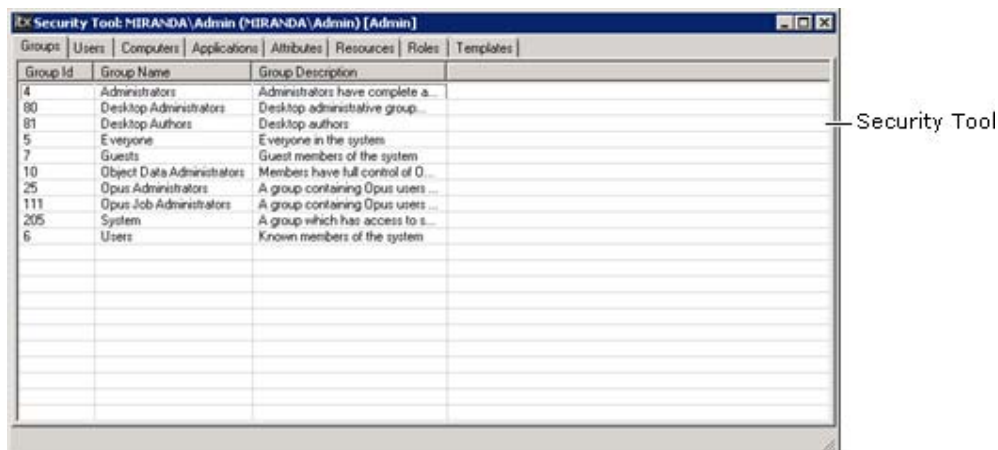 Security Tool: MIRANDA\Admin (MIRANDA\Admin) [Admin]
Groups Users Computers Applications Attributes Resources Roles Templates
Group Id Group Name Group Description
4 Administrators Administrators have complete a...
80 Desktop Administrators Desktop administrative group...
81 Desktop Authors Desktop authors
5 Everyone Everyone in the system
7 Guests Guest members of the system
10 Object Data Administrators Members have full control of O...
25 Opus Administrators A group containing Opus users ...
111 Opus Job Administrators A group containing Opus users ...
205 System A group which has access to s...
6 Users Known members of the system
Security Tool